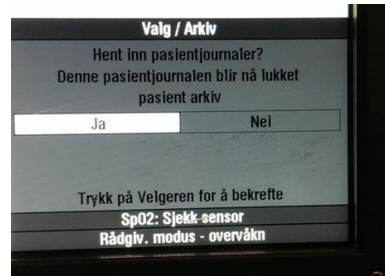 Valg / Arkiv
Hent inn pasientjournaler?
Denne pasientjournalen blir nå lukket
pasient arkiv
Ja Nei
Trykk på Velgeren for å bekrefte
SpO2: Sjekk sensor
Rådgiv. modus - overvåkn